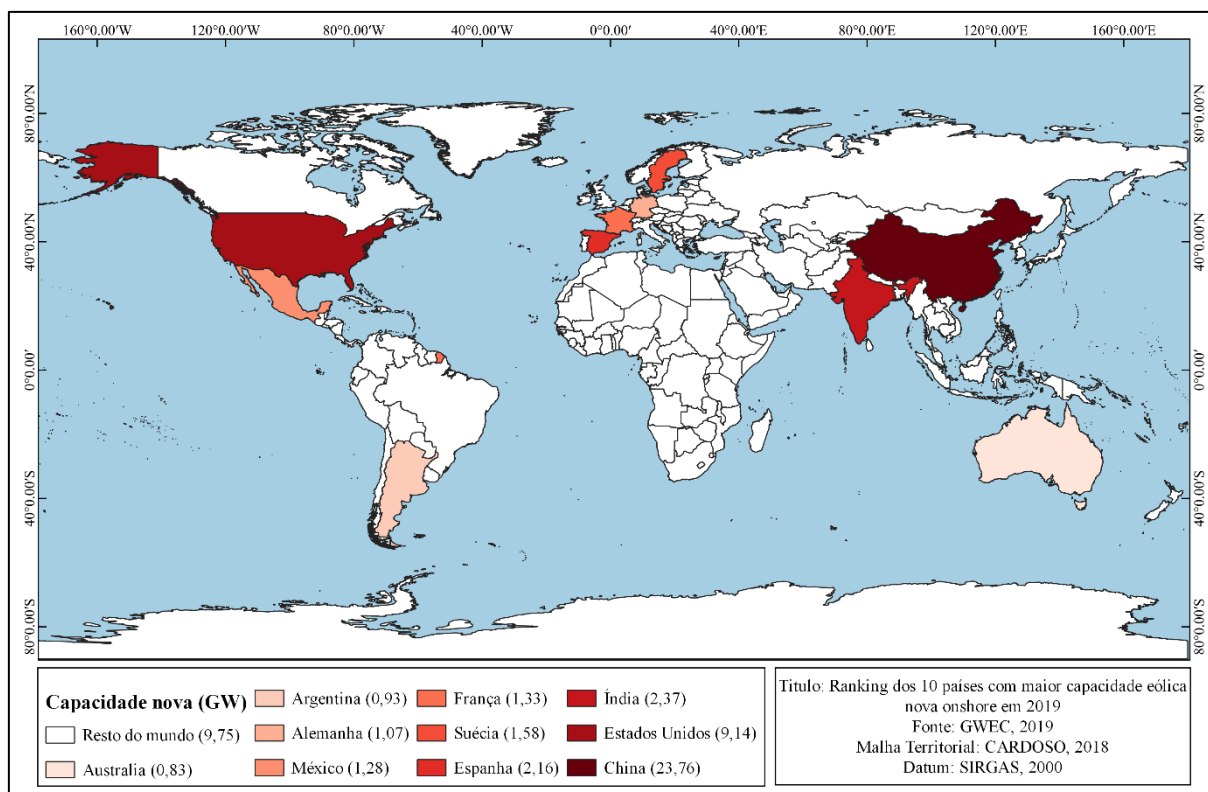 160°0.00'W 120°0.00'W 80°0.00'W 40°0.00'W 0°0.00' 40°0.00'E 80°0.00'E 120°0.00'E 160°0.00'E
80°0.00'N
80°0.00'N
40°0.00'N
40°0.00'N
0°0.00'
0°0.00'
40°0.00'S
40°0.00'S
80°0.00'S
80°0.00'S
Capacidade nova (GW)
Resto do mundo (9,75)
Australia (0,83)
Argentina (0,93)
Alemanha (1,07)
México (1,28)
França (1,33)
Suécia (1,58)
Espanha (2,16)
Índia (2,37)
Estados Unidos (9,14)
China (23,76)
Titulo: Ranking dos 10 países com maior capacidade eólica
nova onshore em 2019
Fonte: GWEC, 2019
Malha Territorial: CARDOSO, 2018
Datum: SIRGAS, 2000